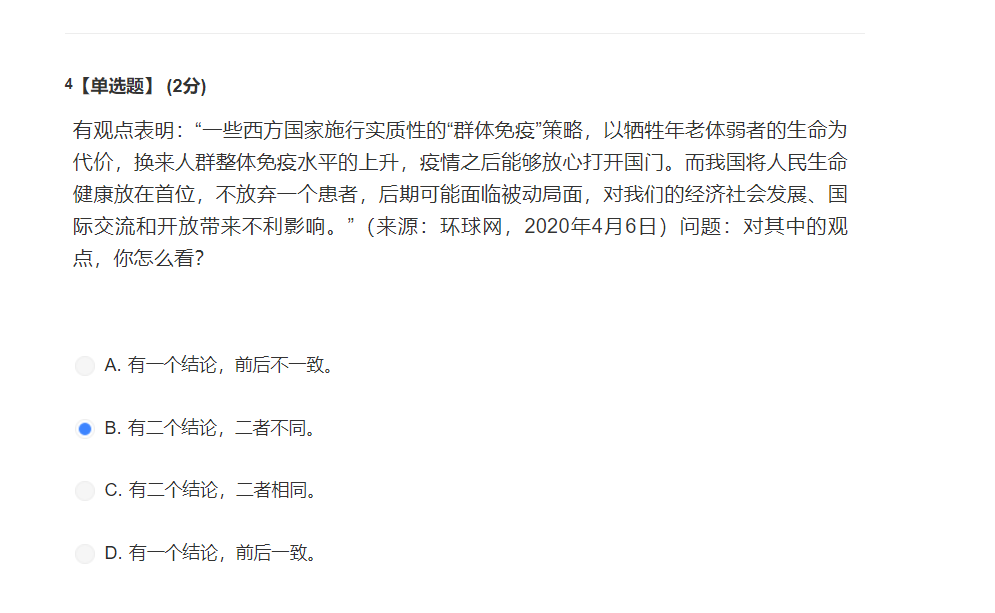 4【单选题】 (2分)
有观点表明：“一些西方国家施行实质性的“群体免疫”策略，以牺牲年老体弱者的生命为
代价，换来人群整体免疫水平的上升，疫情之后能够放心打开国门。而我国将人民生命
健康放在首位，不放弃一个患者，后期可能面临被动局面，对我们的经济社会发展、国
际交流和开放带来不利影响。”（来源：环球网，2020年4月6日）问题：对其中的观
点，你怎么看？
A. 有一个结论，前后不一致。
B. 有二个结论，二者不同。
C. 有二个结论，二者相同。
D. 有一个结论，前后一致。